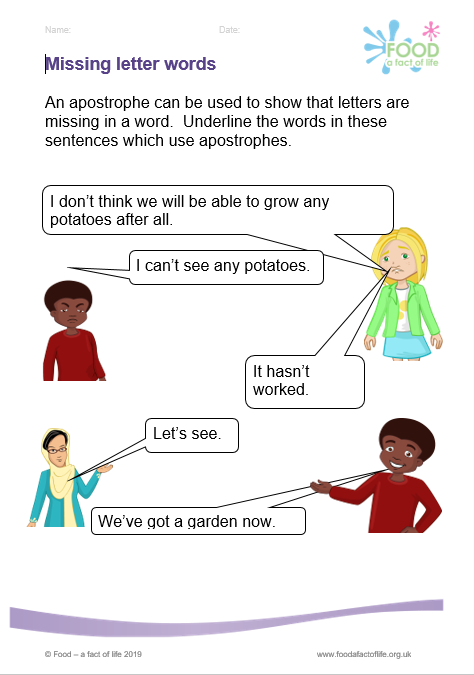 Name:
Date:
FOOD
a fact of life
Missing letter words
An apostrophe can be used to show that letters are
missing in a word.  Underline the words in these
sentences which use apostrophes.
I don’t think we will be able to grow any
potatoes after all.
I can’t see any potatoes.
It hasn’t
worked.
Let’s see.
We’ve got a garden now.
© Food – a fact of life 2019
www.foodafactoflife.org.uk